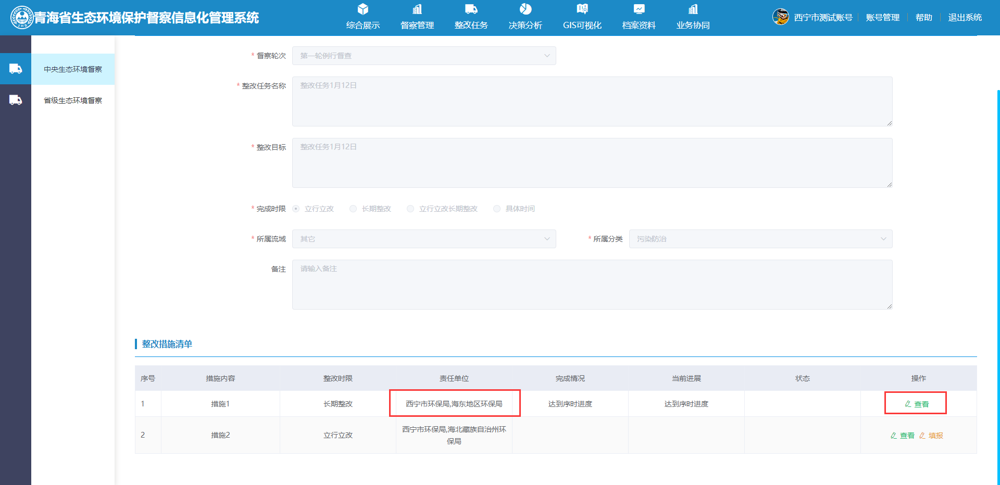 青海省生态环境保护督察信息化管理系统
综合展示 督察管理 整改任务 决策分析 GIS可视化 档案资料 业务协同
西宁市测试账号 账号管理 帮助 退出系统
中央生态环境督察
省级生态环境督察
* 督察轮次 第一轮例行督查
* 整改任务名称 整改任务1月12日
* 整改目标 整改任务1月12日
* 完成时限 立行立改 长期整改 立行立改长期整改 具体时间
* 所属流域 其它 * 所属分类 污染防治
备注 请输入备注
整改措施清单
序号 措施内容 整改时限 责任单位 完成情况 当前进展 状态 操作
1 措施1 长期整改 西宁市环保局,海东地区环保局 达到序时进度 达到序时进度 查看
2 措施2 立行立改 西宁市环保局,海北藏族自治州环
保局 查看 填报